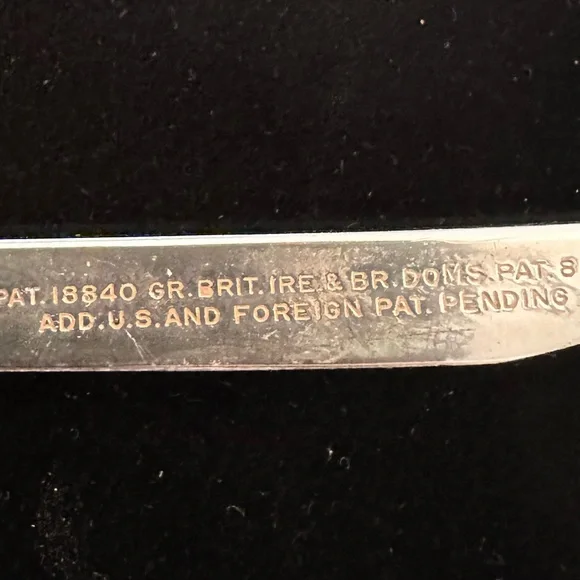 PAT. 18840 GR. BRIT. IRE. & BR. DOMS. PAT. 8
ADD. U.S. AND FOREIGN PAT. PENDING